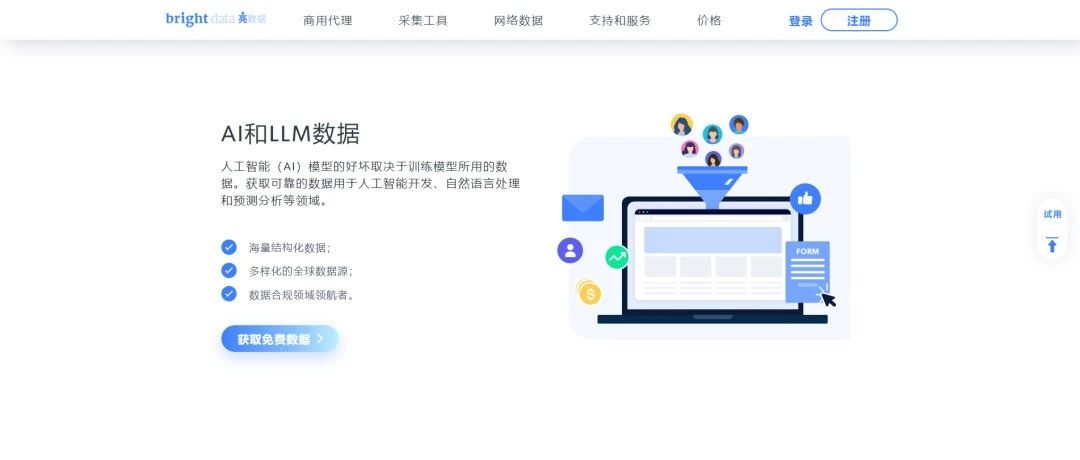 bright data 亮数据 商用代理 采集工具 网络数据 支持和服务 价格 登录 注册
AI和LLM数据
人工智能（AI）模型的好坏取决于训练模型所用的数
据。获取可靠的数据用于人工智能开发、自然语言处理
和预测分析等领域。
海量结构化数据；
多样化的全球数据源；
数据合规领域领航者。
获取免费数据
FORM
$
试用